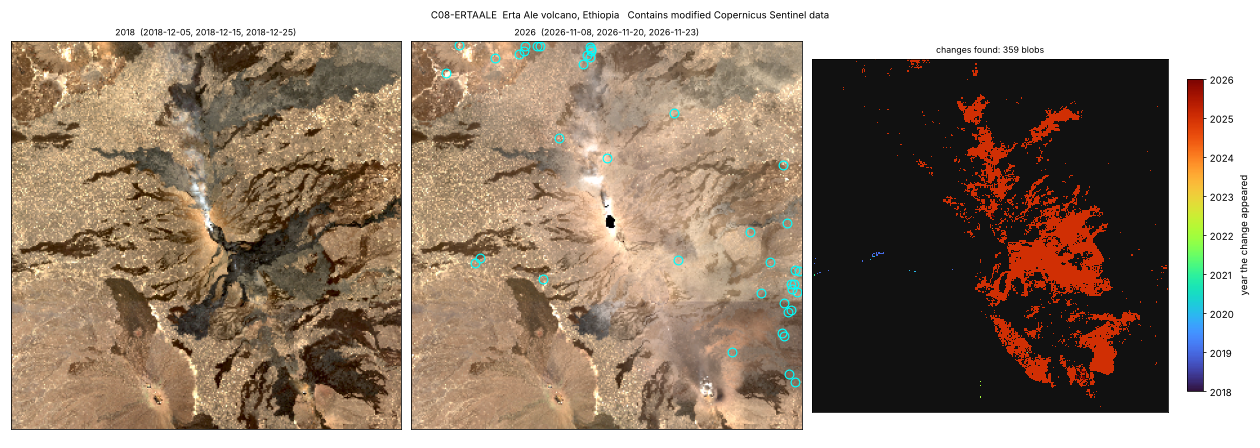 C08-ERTAALE  Erta Ale volcano, Ethiopia   Contains modified Copernicus Sentinel data
2018  (2018-12-05, 2018-12-15, 2018-12-25)
2026  (2026-11-08, 2026-11-20, 2026-11-23)
changes found: 359 blobs
2026
2025
2024
2023
2022
2021
2020
2019
2018
year the change appeared